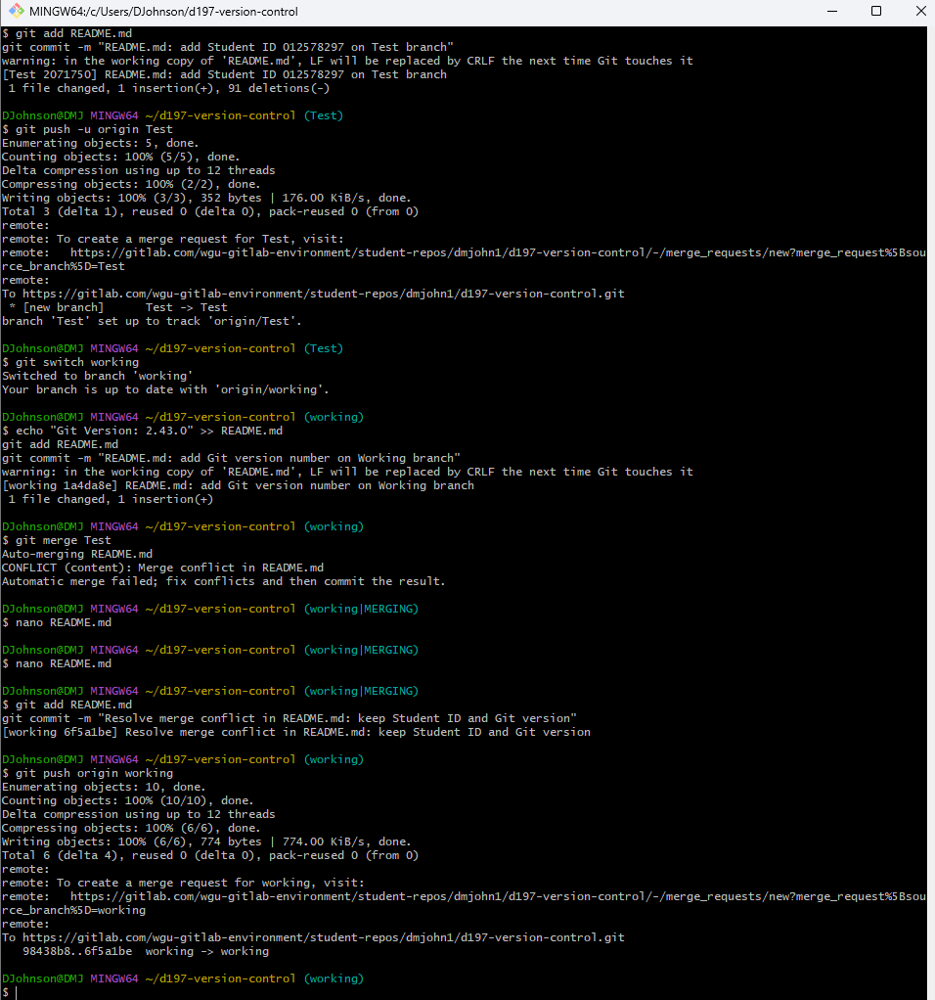 MINGW64:/c/Users/DJohnson/d197-version-control
$ git add README.md
git commit -m "README.md: add Student ID 012578297 on Test branch"
warning: in the working copy of 'README.md', LF will be replaced by CRLF the next time Git touches it
[Test 2071750] README.md: add Student ID 012578297 on Test branch
 1 file changed, 1 insertion(+), 91 deletions(-)

DJohnson@DMJ MINGW64 ~/d197-version-control (Test)
$ git push -u origin Test
Enumerating objects: 5, done.
Counting objects: 100% (5/5), done.
Delta compression using up to 12 threads
Compressing objects: 100% (2/2), done.
Writing objects: 100% (3/3), 352 bytes | 176.00 KiB/s, done.
Total 3 (delta 1), reused 0 (delta 0), pack-reused 0 (from 0)
remote:
remote: To create a merge request for Test, visit:
remote:   https://gitlab.com/wgu-gitlab-environment/student-repos/dmjohn1/d197-version-control/-/merge_requests/new?merge_request%5Bsou
rce_branch%5D=Test
remote:
To https://gitlab.com/wgu-gitlab-environment/student-repos/dmjohn1/d197-version-control.git
 * [new branch]      Test -> Test
branch 'Test' set up to track 'origin/Test'.

DJohnson@DMJ MINGW64 ~/d197-version-control (Test)
$ git switch working
Switched to branch 'working'
Your branch is up to date with 'origin/working'.

DJohnson@DMJ MINGW64 ~/d197-version-control (working)
$ echo "Git Version: 2.43.0" >> README.md
git add README.md
git commit -m "README.md: add Git version number on Working branch"
warning: in the working copy of 'README.md', LF will be replaced by CRLF the next time Git touches it
[working 1a4da8e] README.md: add Git version number on Working branch
 1 file changed, 1 insertion(+)

DJohnson@DMJ MINGW64 ~/d197-version-control (working)
$ git merge Test
Auto-merging README.md
CONFLICT (content): Merge conflict in README.md
Automatic merge failed; fix conflicts and then commit the result.

DJohnson@DMJ MINGW64 ~/d197-version-control (working|MERGING)
$ nano README.md

DJohnson@DMJ MINGW64 ~/d197-version-control (working|MERGING)
$ nano README.md

DJohnson@DMJ MINGW64 ~/d197-version-control (working|MERGING)
$ git add README.md
git commit -m "Resolve merge conflict in README.md: keep Student ID and Git version"
[working 6f5a1be] Resolve merge conflict in README.md: keep Student ID and Git version

DJohnson@DMJ MINGW64 ~/d197-version-control (working)
$ git push origin working
Enumerating objects: 10, done.
Counting objects: 100% (10/10), done.
Delta compression using up to 12 threads
Compressing objects: 100% (6/6), done.
Writing objects: 100% (6/6), 774 bytes | 774.00 KiB/s, done.
Total 6 (delta 4), reused 0 (delta 0), pack-reused 0 (from 0)
remote:
remote: To create a merge request for working, visit:
remote:   https://gitlab.com/wgu-gitlab-environment/student-repos/dmjohn1/d197-version-control/-/merge_requests/new?merge_request%5Bsou
rce_branch%5D=working
remote:
To https://gitlab.com/wgu-gitlab-environment/student-repos/dmjohn1/d197-version-control.git
   98438b8..6f5a1be  working -> working

DJohnson@DMJ MINGW64 ~/d197-version-control (working)
$